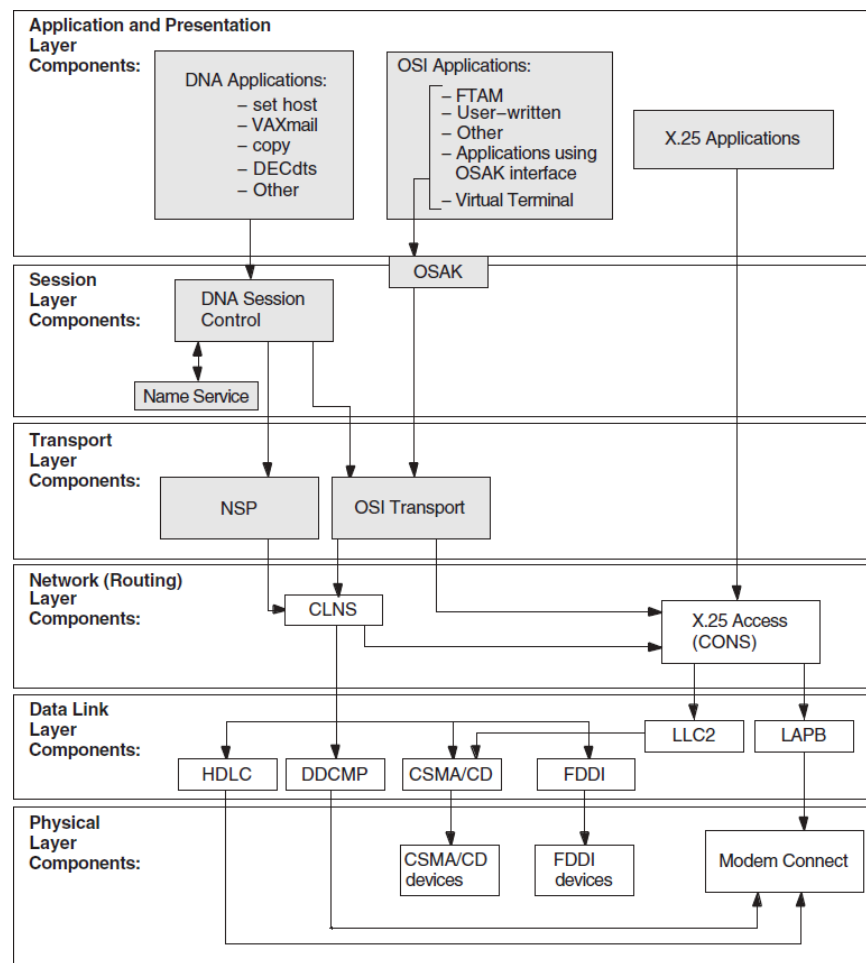 Application and Presentation
Layer
Components:
DNA Applications:
– set host
– VAXmail
– copy
– DECdts
– Other
OSI Applications:
– FTAM
– User–written
– Other
– Applications using
OSAK interface
– Virtual Terminal
X.25 Applications
Session
Layer
Components:
OSAK
DNA Session
Control
Name Service
Transport
Layer
Components:
NSP
OSI Transport
Network (Routing)
Layer
Components:
CLNS
X.25 Access
(CONS)
Data Link
Layer
Components:
LLC2
LAPB
HDLC
DDCMP
CSMA/CD
FDDI
Physical
Layer
Components:
CSMA/CD
devices
FDDI
devices
Modem Connect